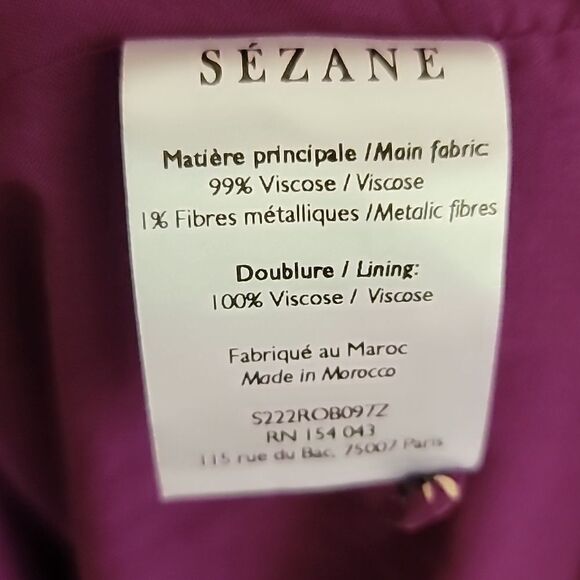 SÉZANE
Matière principale / Main fabric
99% Viscose / Viscose
1% Fibres métalliques / Metalic fibres
Doublure / Lining:
100% Viscose / Viscose
Fabriqué au Maroc
Made in Morocco
S222ROB097Z
RN 154 043
115 rue du Bac, 75007 Paris